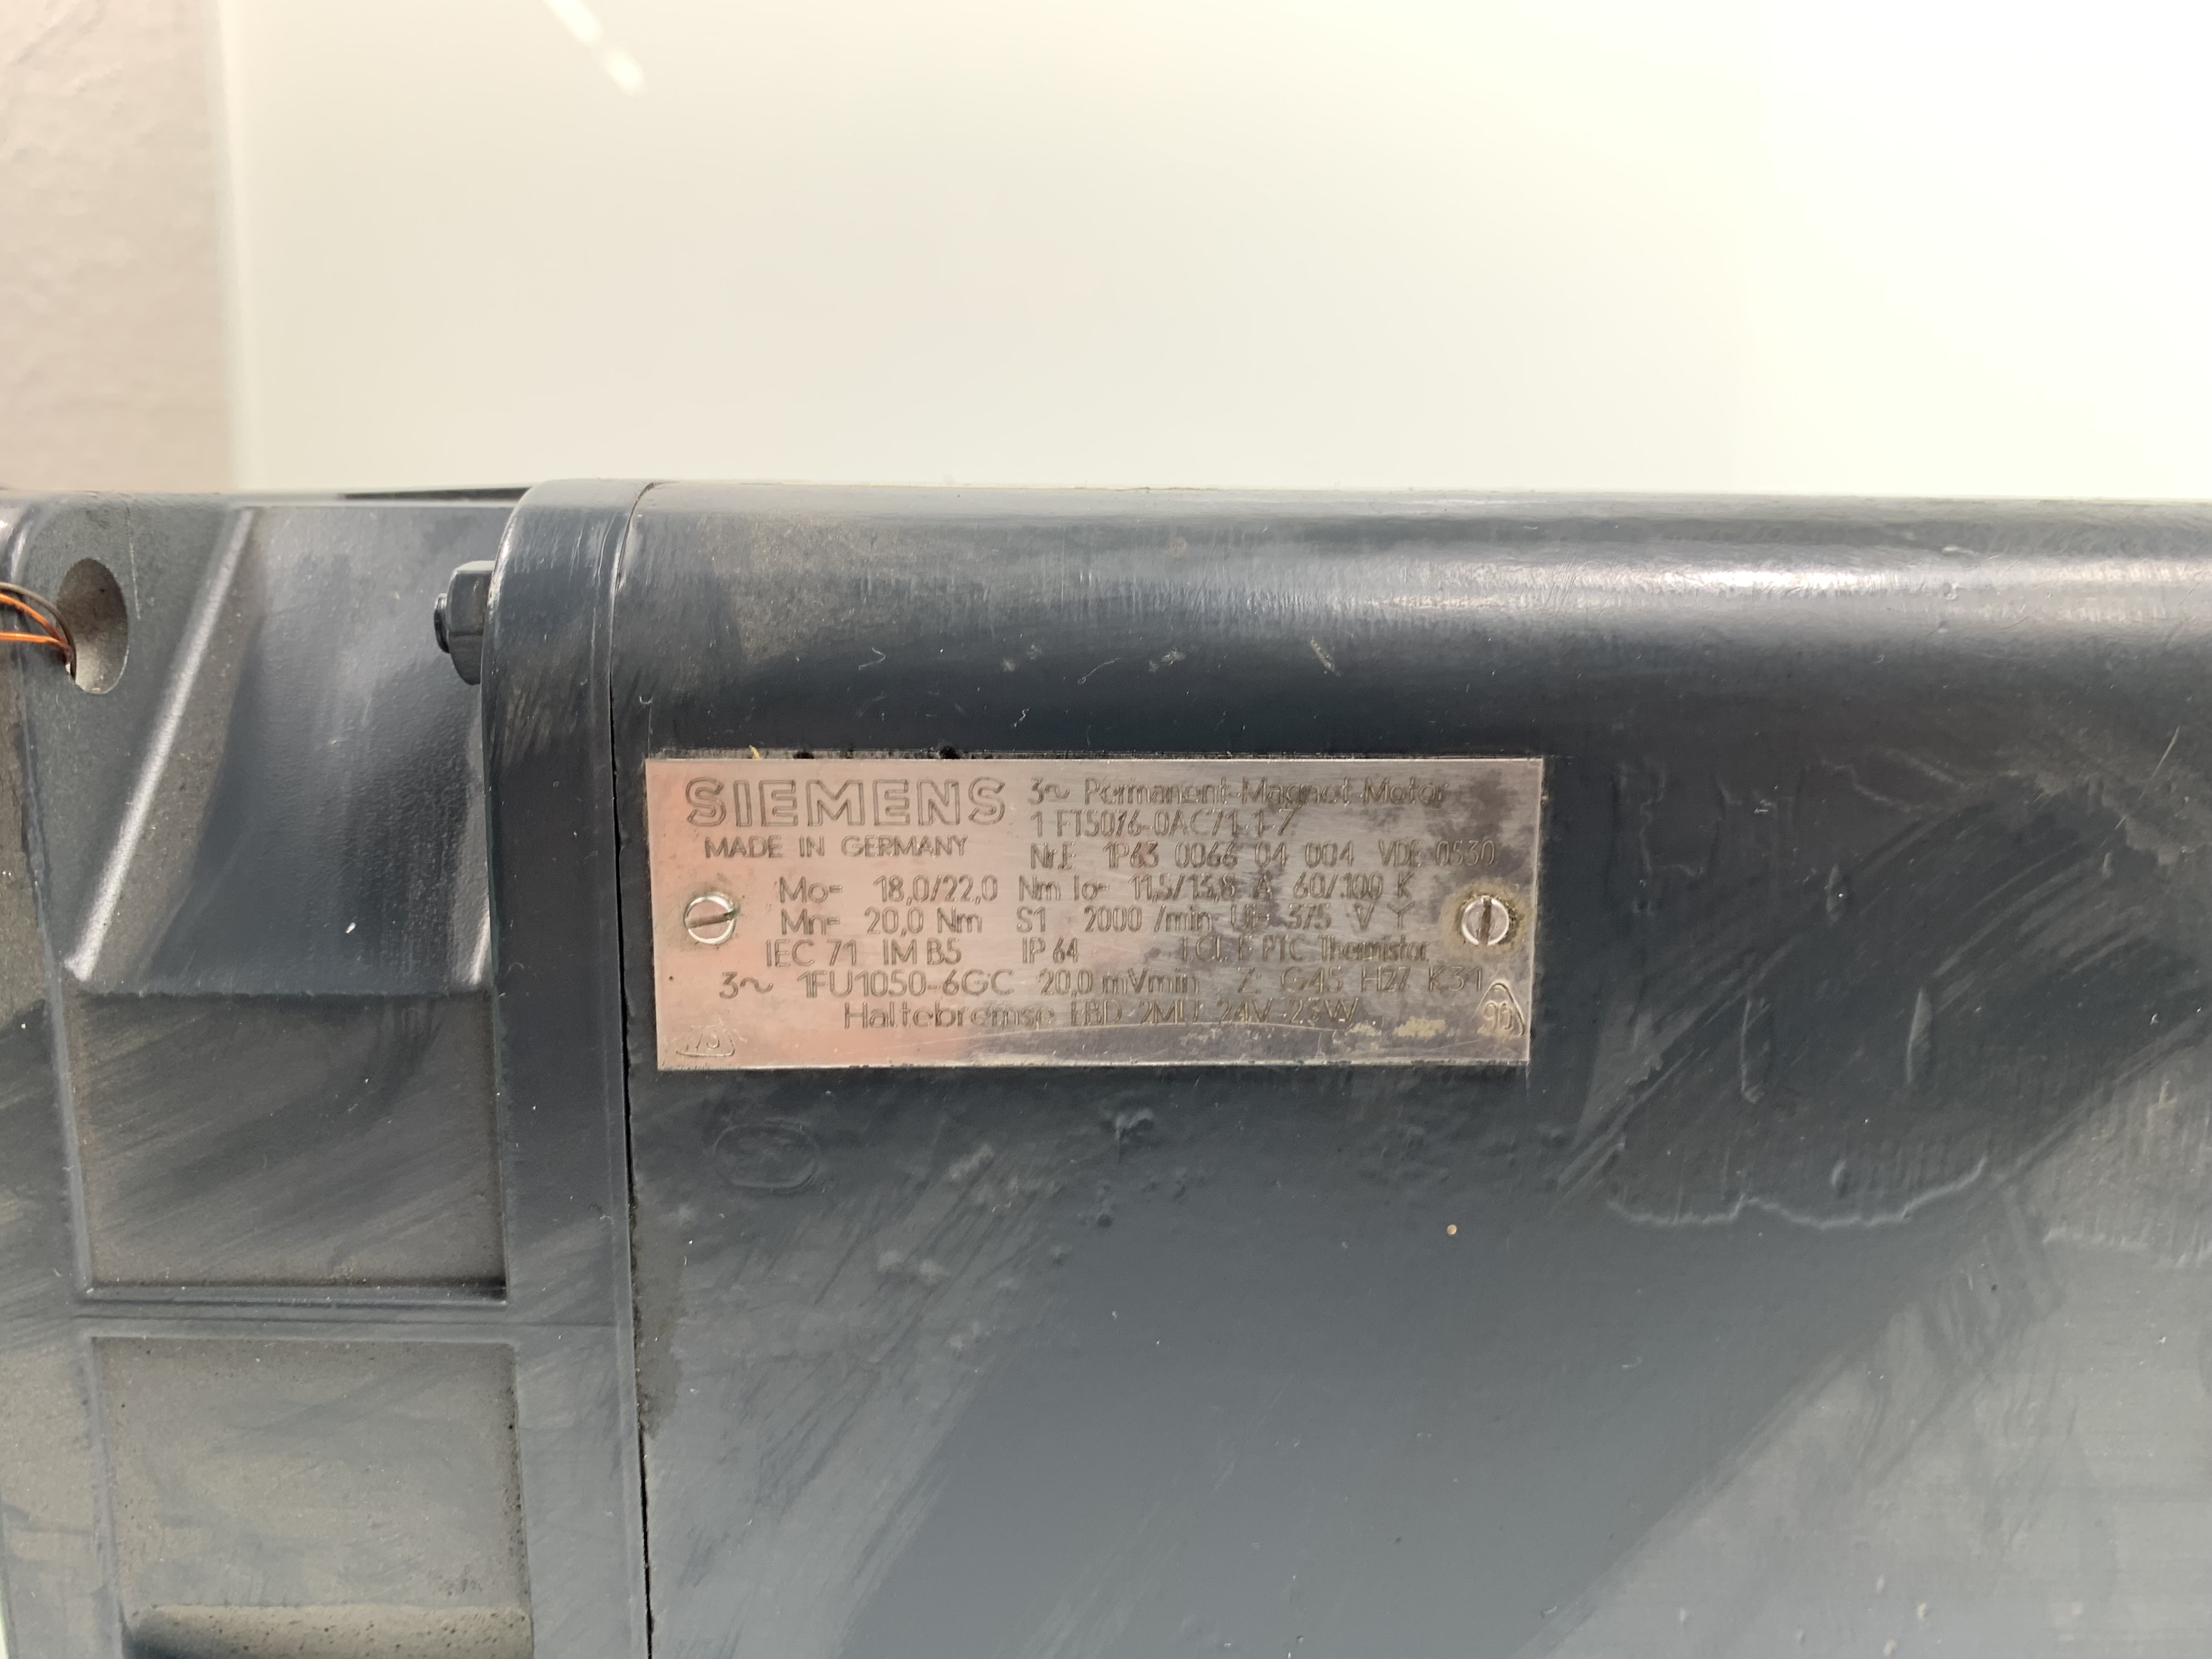 SIEMENS
MADE IN GERMANY
3~ Permanent-Magnet-Motor
1 FT5076-0AC71-1-Z
Nr.E 1P63 0066 04 004 VDE 0530
Mo= 18,0/22,0 Nm Io= 11,5/13,8 A 60/100 K
Mn= 20,0 Nm S1 2000 /min Ui= 375 V Y
IEC 71 IM B5 IP 64 I.Cl. F PTC Thermistor
3~ 1FU1050-6GC 20,0 mV/min Z: G45 H27 K31
Haltebremse EBD 2MU 24V 23W